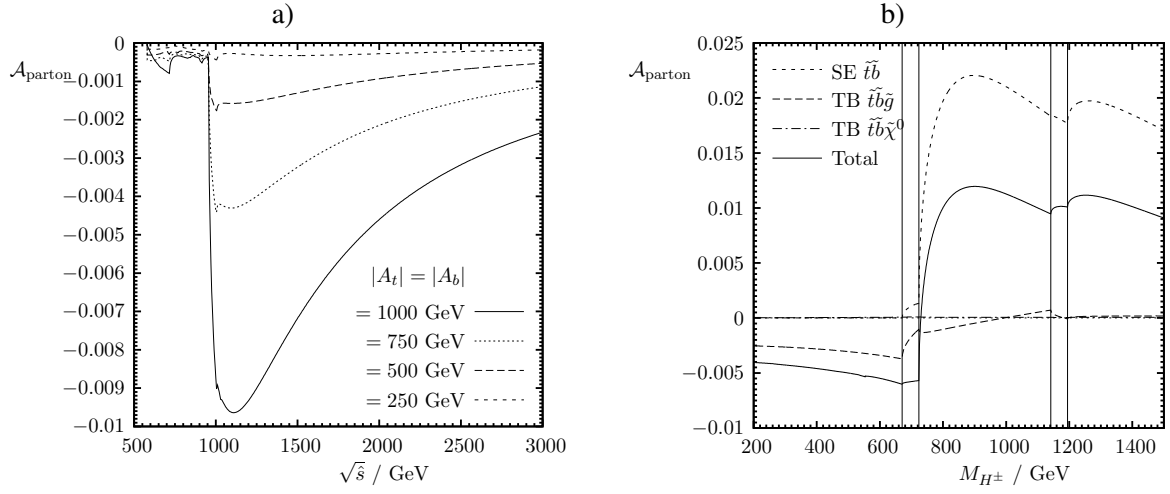 a)
0
−0.001
−0.002
−0.003
−0.004
−0.005
−0.006
−0.007
−0.008
−0.009
−0.01
𝒜parton
|A_t| = |A_b|
= 1000 GeV
= 750 GeV
= 500 GeV
= 250 GeV
500 1000 1500 2000 2500 3000
√ŝ / GeV
b)
0.025
0.02
0.015
0.01
0.005
0
−0.005
−0.01
𝒜parton
SE t̃b̃
TB t̃b̃g̃
TB t̃b̃χ̃⁰
Total
200 400 600 800 1000 1200 1400
M_{H±} / GeV